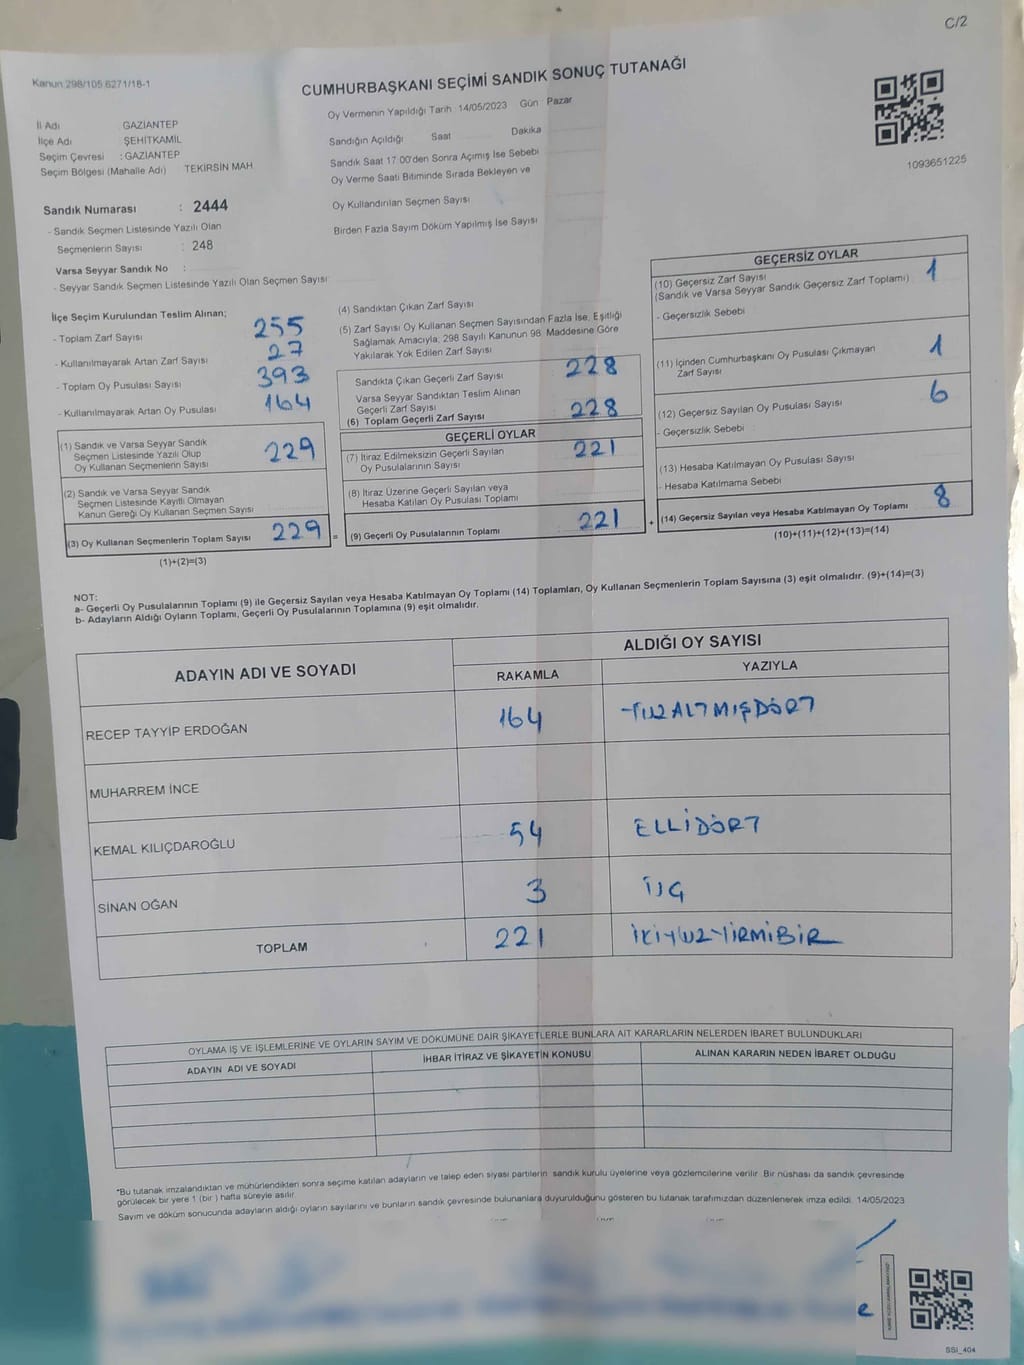 C/2
Kanun:298/105,6271/18-1
CUMHURBAŞKANI SEÇİMİ SANDIK SONUÇ TUTANAĞI
Oy Vermenin Yapıldığı Tarih 14/05/2023 Gün Pazar
İl Adı GAZİANTEP
İlçe Adı ŞEHİTKAMİL
Seçim Çevresi : GAZİANTEP
Seçim Bölgesi (Mahalle Adı) TEKIRSİN MAH.
Sandığın Açıldığı Saat Dakika
Sandık Saat 17:00'den Sonra Açımış İse Sebebi
Oy Verme Saati Bitiminde Sırada Bekleyen ve
Oy Kullandırılan Seçmen Sayısı
Birden Fazla Sayım Döküm Yapılmış İse Sayısı
1093651225
Sandık Numarası : 2444
- Sandık Seçmen Listesinde Yazılı Olan
Seçmenlerin Sayısı : 248
Varsa Seyyar Sandık No :
- Seyyar Sandık Seçmen Listesinde Yazılı Olan Seçmen Sayısı
İlçe Seçim Kurulundan Teslim Alınan;
- Toplam Zarf Sayısı 255
- Kullanılmayarak Artan Zarf Sayısı 27
- Toplam Oy Pusulası Sayısı 393
- Kullanılmayarak Artan Oy Pusulası 164
(1) Sandık ve Varsa Seyyar Sandık
Seçmen Listesinde Yazılı Olup
Oy Kullanan Seçmenlerin Sayısı 229
(2) Sandık ve Varsa Seyyar Sandık
Seçmen Listesinde Kayıtlı Olmayan
Kanun Gereği Oy Kullanan Seçmen Sayısı
(3) Oy Kullanan Seçmenlerin Toplam Sayısı 229 =
(1)+(2)=(3)
(4) Sandıktan Çıkan Zarf Sayısı
(5) Zarf Sayısı Oy Kullanan Seçmen Sayısından Fazla İse, Eşitliği
Sağlamak Amacıyla; 298 Sayılı Kanunun 98. Maddesine Göre
Yakılarak Yok Edilen Zarf Sayısı
Sandıkta Çıkan Geçerli Zarf Sayısı 228
Varsa Seyyar Sandıktan Teslim Alınan
Geçerli Zarf Sayısı
(6) Toplam Geçerli Zarf Sayısı 228
GEÇERLİ OYLAR
(7) İtiraz Edilmeksizin Geçerli Sayılan
Oy Pusulalarının Sayısı 221
(8) İtiraz Üzerine Geçerli Sayılan veya
Hesaba Katılan Oy Pusulası Toplamı
(9) Geçerli Oy Pusulalarının Toplamı 221 +
GEÇERSİZ OYLAR
(10) Geçersiz Zarf Sayısı 1
(Sandık ve Varsa Seyyar Sandık Geçersiz Zarf Toplamı)
- Geçersizlik Sebebi
(11) İçinden Cumhurbaşkanı Oy Pusulası Çıkmayan 1
Zarf Sayısı
(12) Geçersiz Sayılan Oy Pusulası Sayısı 6
- Geçersizlik Sebebi
(13) Hesaba Katılmayan Oy Pusulası Sayısı
- Hesaba Katılmama Sebebi
(14) Geçersiz Sayılan veya Hesaba Katılmayan Oy Toplamı 8
(10)+(11)+(12)+(13)=(14)
NOT:
a- Geçerli Oy Pusulalarının Toplamı (9) ile Geçersiz Sayılan veya Hesaba Katılmayan Oy Toplamı (14) Toplamları, Oy Kullanan Seçmenlerin Toplam Sayısına (3) eşit olmalıdır. (9)+(14)=(3)
b- Adayların Aldığı Oyların Toplamı, Geçerli Oy Pusulalarının Toplamına (9) eşit olmalıdır.
ADAYIN ADI VE SOYADI ALDIĞI OY SAYISI
RAKAMLA YAZIYLA
RECEP TAYYİP ERDOĞAN 164 YÜZALTMIŞDÖRT
MUHARREM İNCE
KEMAL KILIÇDAROĞLU 54 ELLİDÖRT
SİNAN OĞAN 3 ÜÇ
TOPLAM 221 İKİYÜZYİRMİBİR
OYLAMA İŞ VE İŞLEMLERİNE VE OYLARIN SAYIM VE DÖKÜMÜNE DAİR ŞİKAYETLERLE BUNLARA AİT KARARLARIN NELERDEN İBARET BULUNDUKLARI
ADAYIN ADI VE SOYADI İHBAR İTİRAZ VE ŞİKAYETİN KONUSU ALINAN KARARIN NEDEN İBARET OLDUĞU
*Bu tutanak imzalandıktan ve mühürlendikten sonra seçime katılan adayların ve talep eden siyasi partilerin sandık kurulu üyelerine veya gözlemcilerine verilir. Bir nüshası da sandık çevresinde
görülecek bir yere 1 (bir) hafta süreyle asılır
Sayım ve döküm sonucunda adayların aldığı oyların sayılarını ve bunların sandık çevresinde bulunanlara duyurulduğunu gösteren bu tutanak tarafımızdan düzenlenerek imza edildi. 14/05/2023
SSI_404